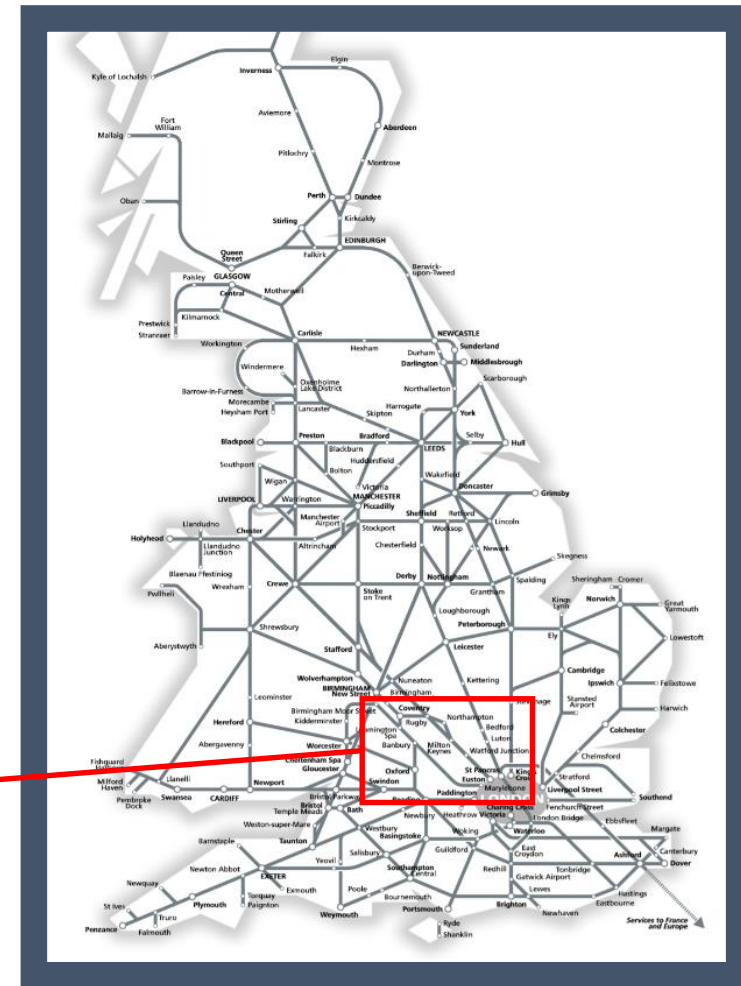 Elgin
Inverness
Kyle of Lochalsh
Aviemore
Fort
William
Mallaig
Aberdeen
Pitlochry
Montrose
Perth
Dundee
Oban
Stirling
Kirkcaldy
EDINBURGH
Queen
Street
Falkirk
Berwick-
upon-Tweed
Paisley
GLASGOW
Central
Motherwell
Prestwick
Kilmarnock
Stranraer
Carlisle
NEWCASTLE
Workington
Hexham
Sunderland
Durham
Windermere
Darlington
Middlesbrough
Scarborough
Oxenholme
Lake District
Barrow-in-Furness
Northallerton
Morecambe
Lancaster
Harrogate
York
Heysham Port
Skipton
Blackpool
Preston
Bradford
Selby
Hull
Blackburn
LEEDS
Huddersfield
Southport
Bolton
Wakefield
Wigan
Victoria
Doncaster
Grimsby
LIVERPOOL
Warrington
MANCHESTER
Piccadilly
Manchester
Airport
Sheffield
Retford
Lincoln
Llandudno
Stockport
Worksop
Holyhead
Chester
Llandudno
Junction
Altrincham
Chesterfield
Newark
Skegness
Blaenau Ffestiniog
Derby
Nottingham
Sheringham
Cromer
Pwllheli
Wrexham
Crewe
Stoke
on Trent
Grantham
Spalding
Kings
Lynn
Norwich
Great
Yarmouth
Loughborough
Peterborough
Shrewsbury
Ely
Lowestoft
Aberystwyth
Stafford
Leicester
Wolverhampton
Nuneaton
Kettering
Cambridge
BIRMINGHAM
New Street
Birmingham
Ipswich
Felixstowe
Leominster
Coventry
Stansted
Airport
Harwich
Birmingham Moor Street
Rugby
Northampton
Hereford
Kidderminster
Leamington
Spa
Bedford
Colchester
Worcester
Banbury
Milton
Keynes
Luton
Abergavenny
Watford Junction
Chelmsford
Cheltenham Spa
Fishguard
Gloucester
Oxford
St Pancras
Kings
Cross
Stratford
Milford
Haven
Llanelli
Newport
Swindon
Euston
Marylebone
Liverpool Street
Pembroke
Dock
Swansea
CARDIFF
Bristol Parkway
Reading
Paddington
LONDON
Southend
Bristol
Temple Meads
Bath
Newbury
Heathrow
Victoria
Charing Cross
Fenchurch Street
London Bridge
Ebbsfleet
Weston-super-Mare
Westbury
Basingstoke
Woking
Waterloo
Margate
Barnstaple
Taunton
Salisbury
Guildford
East
Croydon
Canterbury
Newton Abbot
Yeovil
Southampton
Central
Redhill
Tonbridge
Ashford
Dover
EXETER
Gatwick Airport
Newquay
Exmouth
Poole
Lewes
Hastings
St Ives
Plymouth
Torquay
Paignton
Bournemouth
Portsmouth
Brighton
Eastbourne
Truro
Weymouth
Newhaven
Penzance
Falmouth
Ryde
Services to France
and Europe
Shanklin